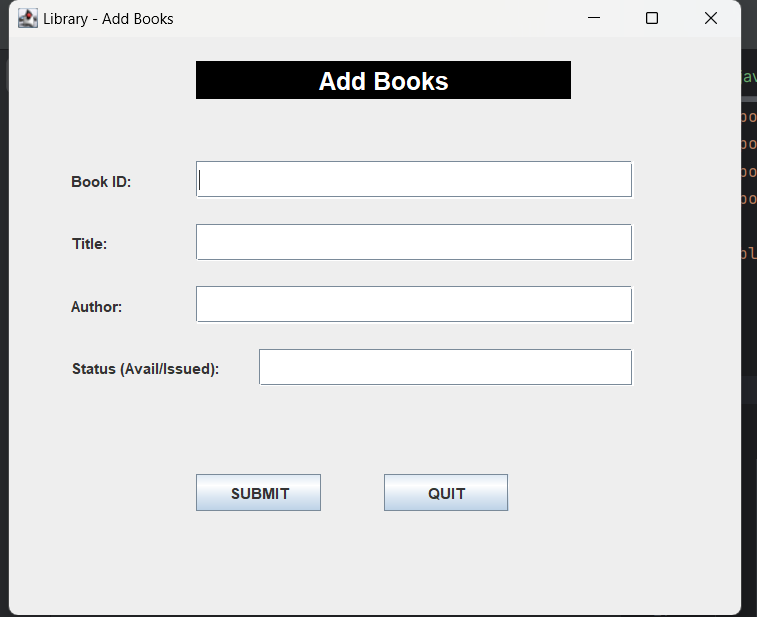 Library - Add Books
Add Books
Book ID:
Title:
Author:
Status (Avail/Issued):
SUBMIT QUIT